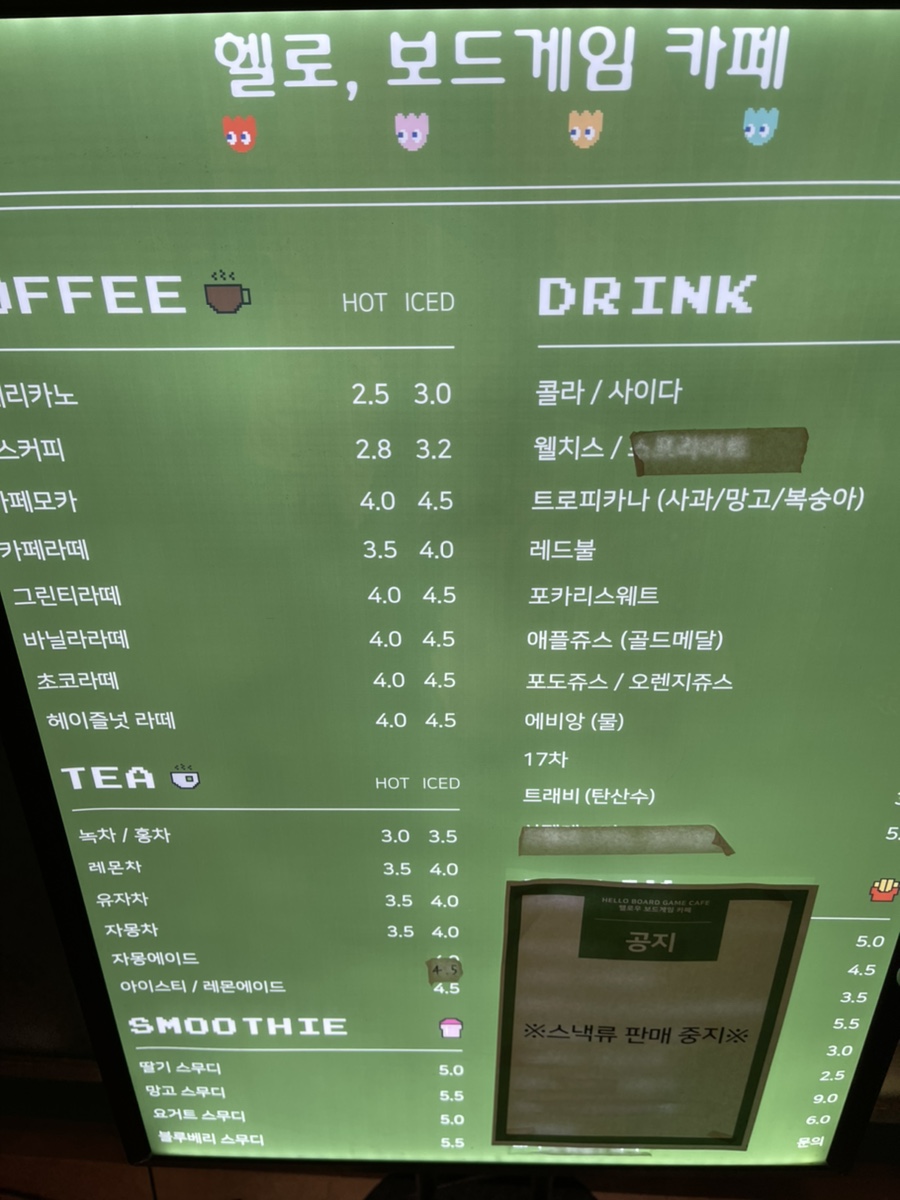 헬로, 보드게임 카페
OFFEE HOT ICED
리카노 2.5 3.0
스커피 2.8 3.2
카페모카 4.0 4.5
카페라떼 3.5 4.0
그린티라떼 4.0 4.5
바닐라라떼 4.0 4.5
초코라떼 4.0 4.5
헤이즐넛 라떼 4.0 4.5
TEA HOT ICED
녹차 / 홍차 3.0 3.5
레몬차 3.5 4.0
유자차 3.5 4.0
자몽차 3.5 4.0
자몽에이드 4.5
아이스티 / 레몬에이드 4.5
SMOOTHIE
딸기 스무디 5.0
망고 스무디 5.5
요거트 스무디 5.0
블루베리 스무디 5.5
DRINK
콜라 / 사이다
웰치스 /
트로피카나 (사과/망고/복숭아)
레드불
포카리스웨트
애플쥬스 (골드메달)
포도쥬스 / 오렌지쥬스
에비앙 (물)
17차
트래비 (탄산수)
HELLO BOARD GAME CAFE
헬로우 보드게임 카페
공지
※스낵류 판매 중지※
5.0
4.5
3.5
5.5
3.0
2.5
9.0
6.0
문의